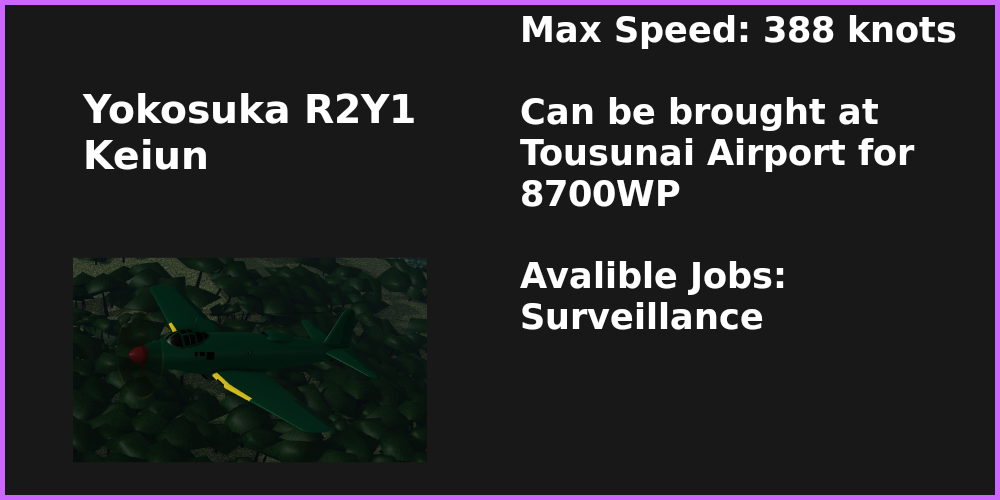 Yokosuka R2Y1
Keiun
Max Speed: 388 knots
Can be brought at
Tousunai Airport for
8700WP
Avalible Jobs:
Surveillance